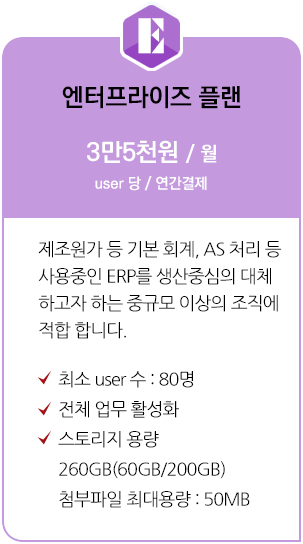 E
엔터프라이즈 플랜
3만5천원 / 월
user 당 / 연간결제
제조원가 등 기본 회계, AS 처리 등
사용중인 ERP를 생산중심의 대체
하고자 하는 중규모 이상의 조직에
적합 합니다.
최소 user 수 : 80명
전체 업무 활성화
스토리지 용량
260GB(60GB/200GB)
첨부파일 최대용량 : 50MB